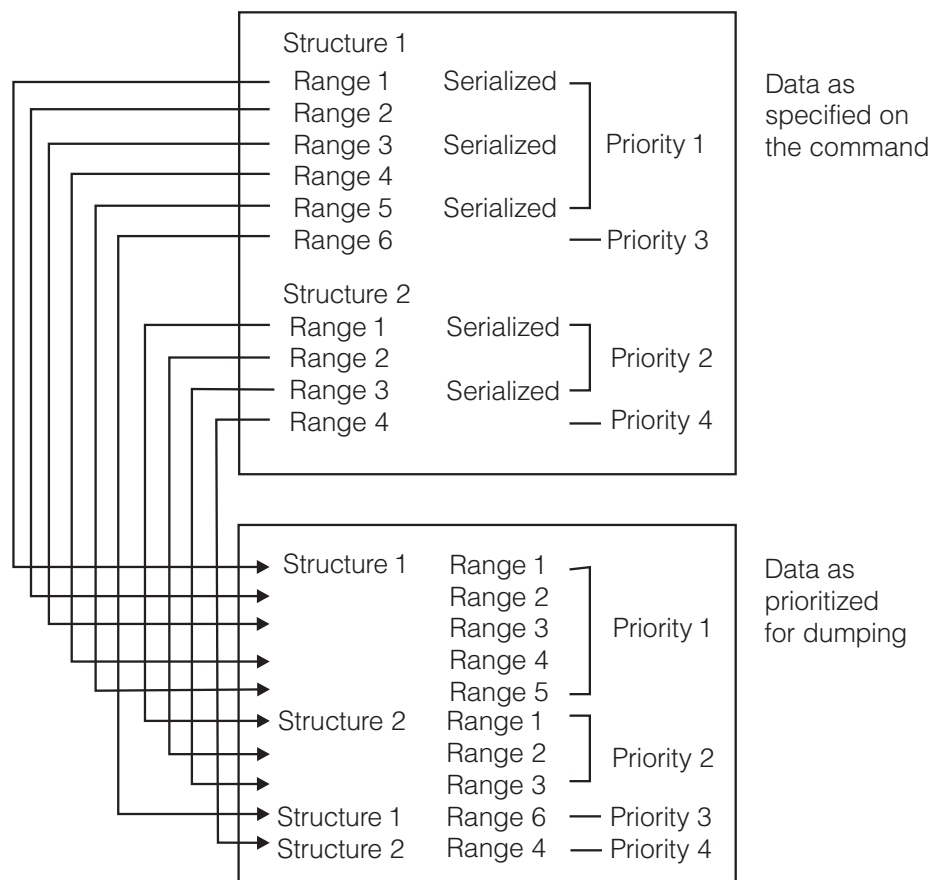 Structure 1
Range 1 Serialized
Range 2
Range 3 Serialized Priority 1
Range 4
Range 5 Serialized
Range 6 Priority 3
Structure 2
Range 1 Serialized
Range 2 Priority 2
Range 3 Serialized
Range 4 Priority 4
Data as
specified on
the command
Structure 1 Range 1
Range 2
Range 3 Priority 1
Range 4
Range 5
Structure 2 Range 1
Range 2 Priority 2
Range 3
Structure 1 Range 6 Priority 3
Structure 2 Range 4 Priority 4
Data as
prioritized
for dumping